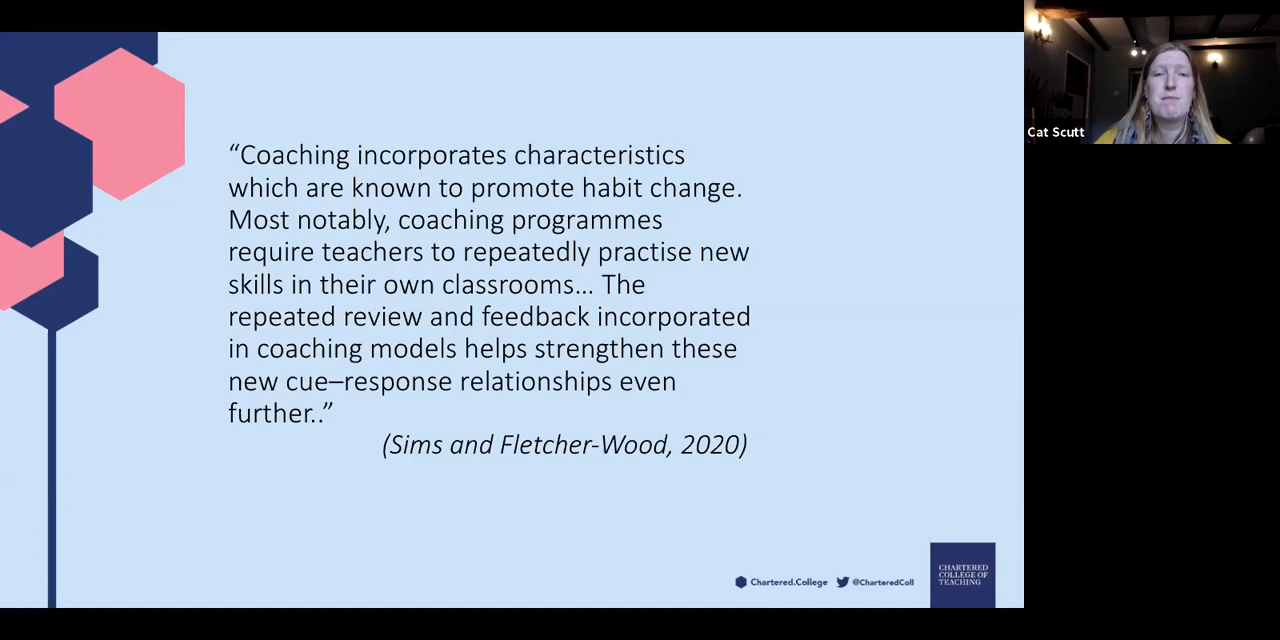 “Coaching incorporates characteristics
which are known to promote habit change.
Most notably, coaching programmes
require teachers to repeatedly practise new
skills in their own classrooms... The
repeated review and feedback incorporated
in coaching models helps strengthen these
new cue–response relationships even
further..”
(Sims and Fletcher-Wood, 2020)
Cat Scutt
Chartered.College @CharteredColl
CHARTERED
COLLEGE OF
TEACHING